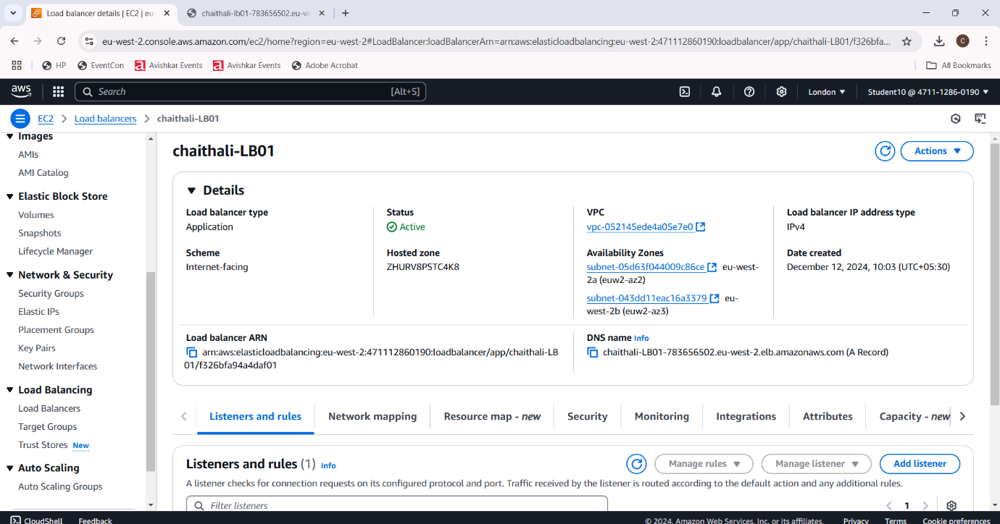 Load balancer details | EC2 | eu
chaithali-lb01-783656502.eu-we
eu-west-2.console.aws.amazon.com/ec2/home?region=eu-west-2#LoadBalancer:loadBalancerArn=arn:aws:elasticloadbalancing:eu-west-2:471112860190:loadbalancer/app/chaithali-LB01/f326bfa...
C
HP
EventCon
Avishkar Events
Avishkar Events
Adobe Acrobat
All Bookmarks
aws
Search [Alt+S]
London
Student10 @ 4711-1286-0190
EC2 > Load balancers > chaithali-LB01
Images
AMIs
AMI Catalog
Elastic Block Store
Volumes
Snapshots
Lifecycle Manager
Network & Security
Security Groups
Elastic IPs
Placement Groups
Key Pairs
Network Interfaces
Load Balancing
Load Balancers
Target Groups
Trust Stores New
Auto Scaling
Auto Scaling Groups
chaithali-LB01
Actions
Details
Load balancer type
Application
Status
Active
VPC
vpc-052145ede4a05e7e0
Load balancer IP address type
IPv4
Scheme
Internet-facing
Hosted zone
ZHURV8PSTC4K8
Availability Zones
subnet-05d63f044009c86ce eu-west-
2a (euw2-az2)
subnet-043dd11eac16a3379 eu-
west-2b (euw2-az3)
Date created
December 12, 2024, 10:03 (UTC+05:30)
Load balancer ARN
arn:aws:elasticloadbalancing:eu-west-2:471112860190:loadbalancer/app/chaithali-LB
01/f326bfa94a4daf01
DNS name Info
chaithali-LB01-783656502.eu-west-2.elb.amazonaws.com (A Record)
Listeners and rules
Network mapping
Resource map - new
Security
Monitoring
Integrations
Attributes
Capacity - new
Listeners and rules (1) Info
Manage rules
Manage listener
Add listener
A listener checks for connection requests on its configured protocol and port. Traffic received by the listener is routed according to the default action and any additional rules.
Filter listeners
1
CloudShell
Feedback
© 2024, Amazon Web Services, Inc. or its affiliates.
Privacy
Terms
Cookie preferences